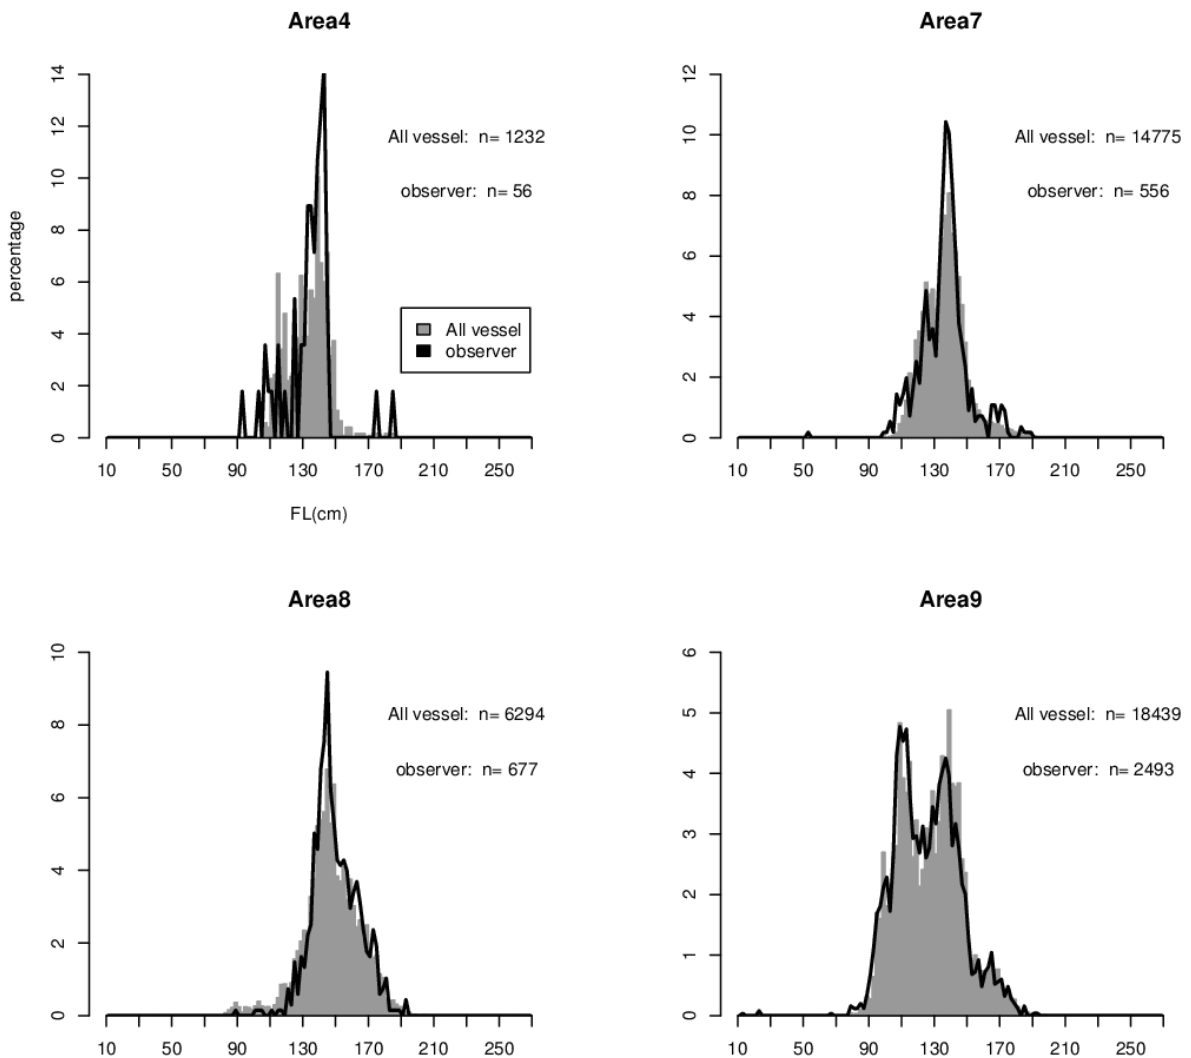 Area4
14
12
10
8
6
4
2
0
percentage
All vessel: n= 1232
observer: n= 56
All vessel
observer
10 50 90 130 170 210 250
FL(cm)
Area7
12
10
8
6
4
2
0
All vessel: n= 14775
observer: n= 556
10 50 90 130 170 210 250
Area8
10
8
6
4
2
0
All vessel: n= 6294
observer: n= 677
10 50 90 130 170 210 250
Area9
6
5
4
3
2
1
0
All vessel: n= 18439
observer: n= 2493
10 50 90 130 170 210 250